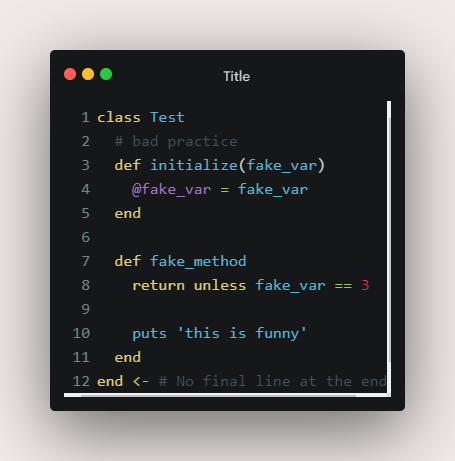 Title
1 class Test
2   # bad practice
3   def initialize(fake_var)
4     @fake_var = fake_var
5   end
6
7   def fake_method
8     return unless fake_var == 3
9
10     puts 'this is funny'
11   end
12 end <- # No final line at the end